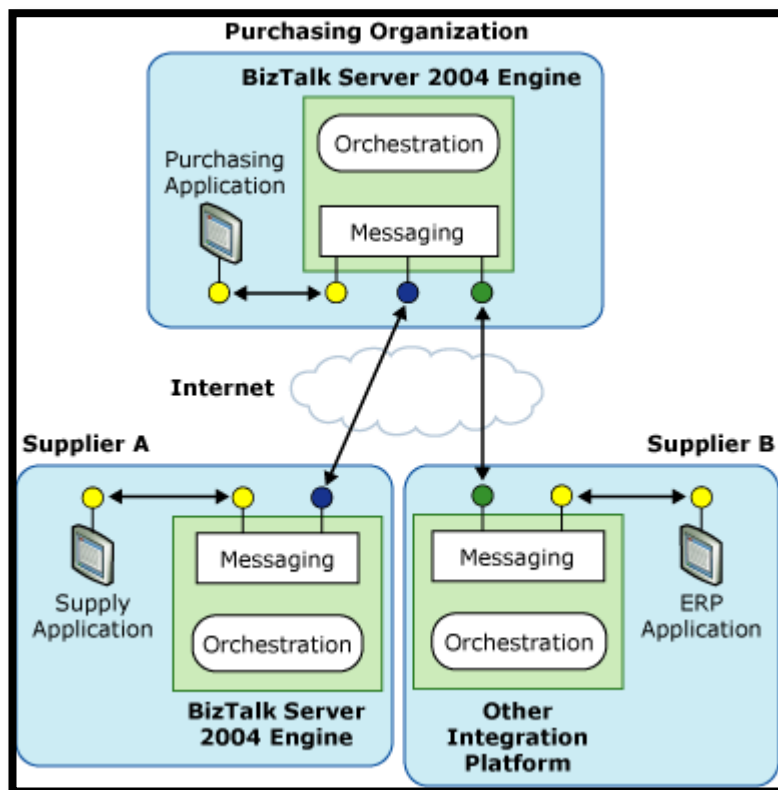 Purchasing Organization
BizTalk Server 2004 Engine
Orchestration
Purchasing
Application
Messaging
Internet
Supplier A
Supplier B
Messaging
Supply
Application
Orchestration
BizTalk Server
2004 Engine
Messaging
ERP
Application
Orchestration
Other
Integration
Platform